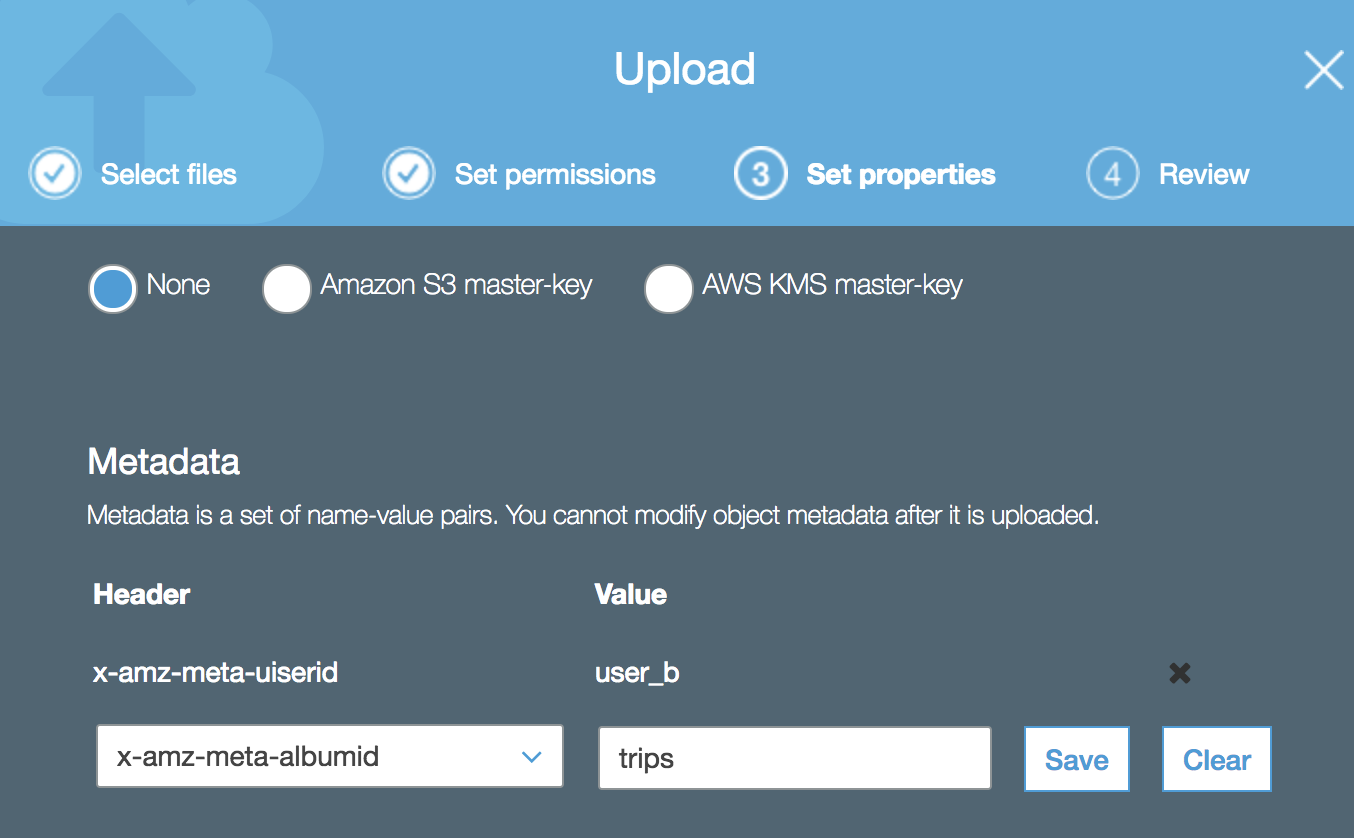 Upload
Select files
Set permissions
3 Set properties
4 Review
None
Amazon S3 master-key
AWS KMS master-key
Metadata
Metadata is a set of name-value pairs. You cannot modify object metadata after it is uploaded.
Header Value
x-amz-meta-uiserid user_b
x-amz-meta-albumid trips Save Clear